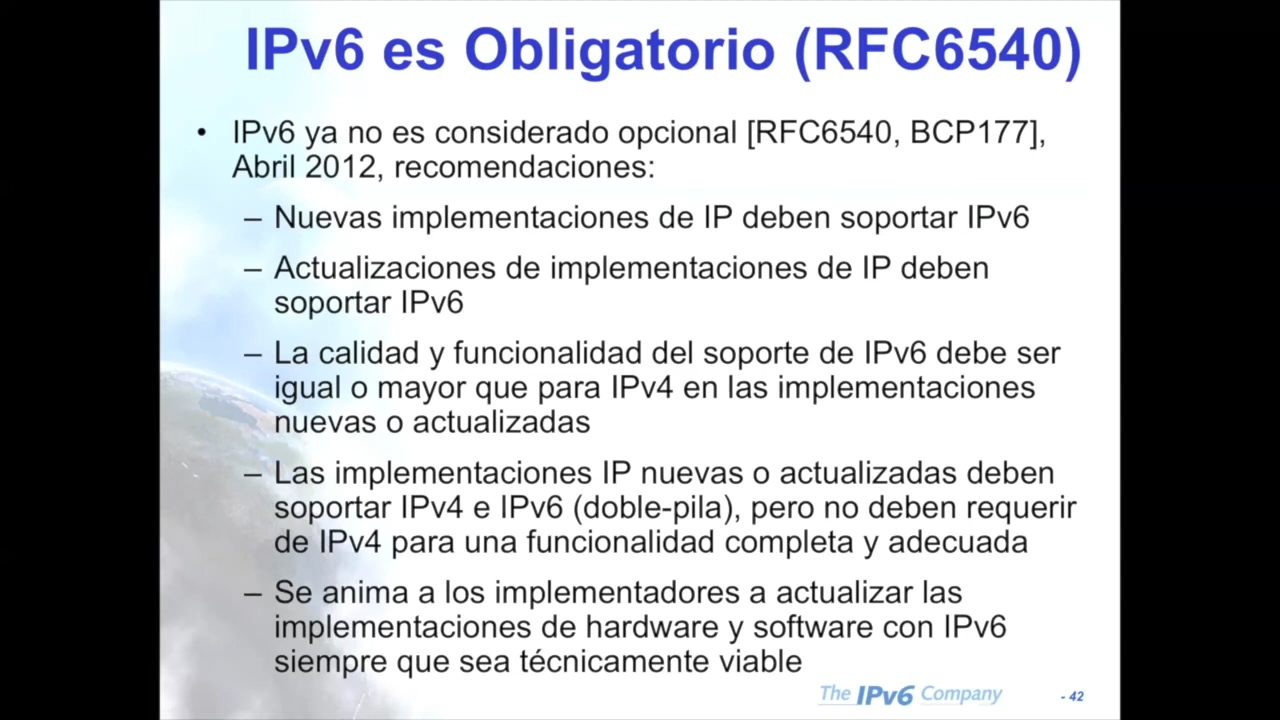 IPv6 es Obligatorio (RFC6540)
• IPv6 ya no es considerado opcional [RFC6540, BCP177],
Abril 2012, recomendaciones:
– Nuevas implementaciones de IP deben soportar IPv6
– Actualizaciones de implementaciones de IP deben
soportar IPv6
– La calidad y funcionalidad del soporte de IPv6 debe ser
igual o mayor que para IPv4 en las implementaciones
nuevas o actualizadas
– Las implementaciones IP nuevas o actualizadas deben
soportar IPv4 e IPv6 (doble-pila), pero no deben requerir
de IPv4 para una funcionalidad completa y adecuada
– Se anima a los implementadores a actualizar las
implementaciones de hardware y software con IPv6
siempre que sea técnicamente viable
The IPv6 Company
- 42